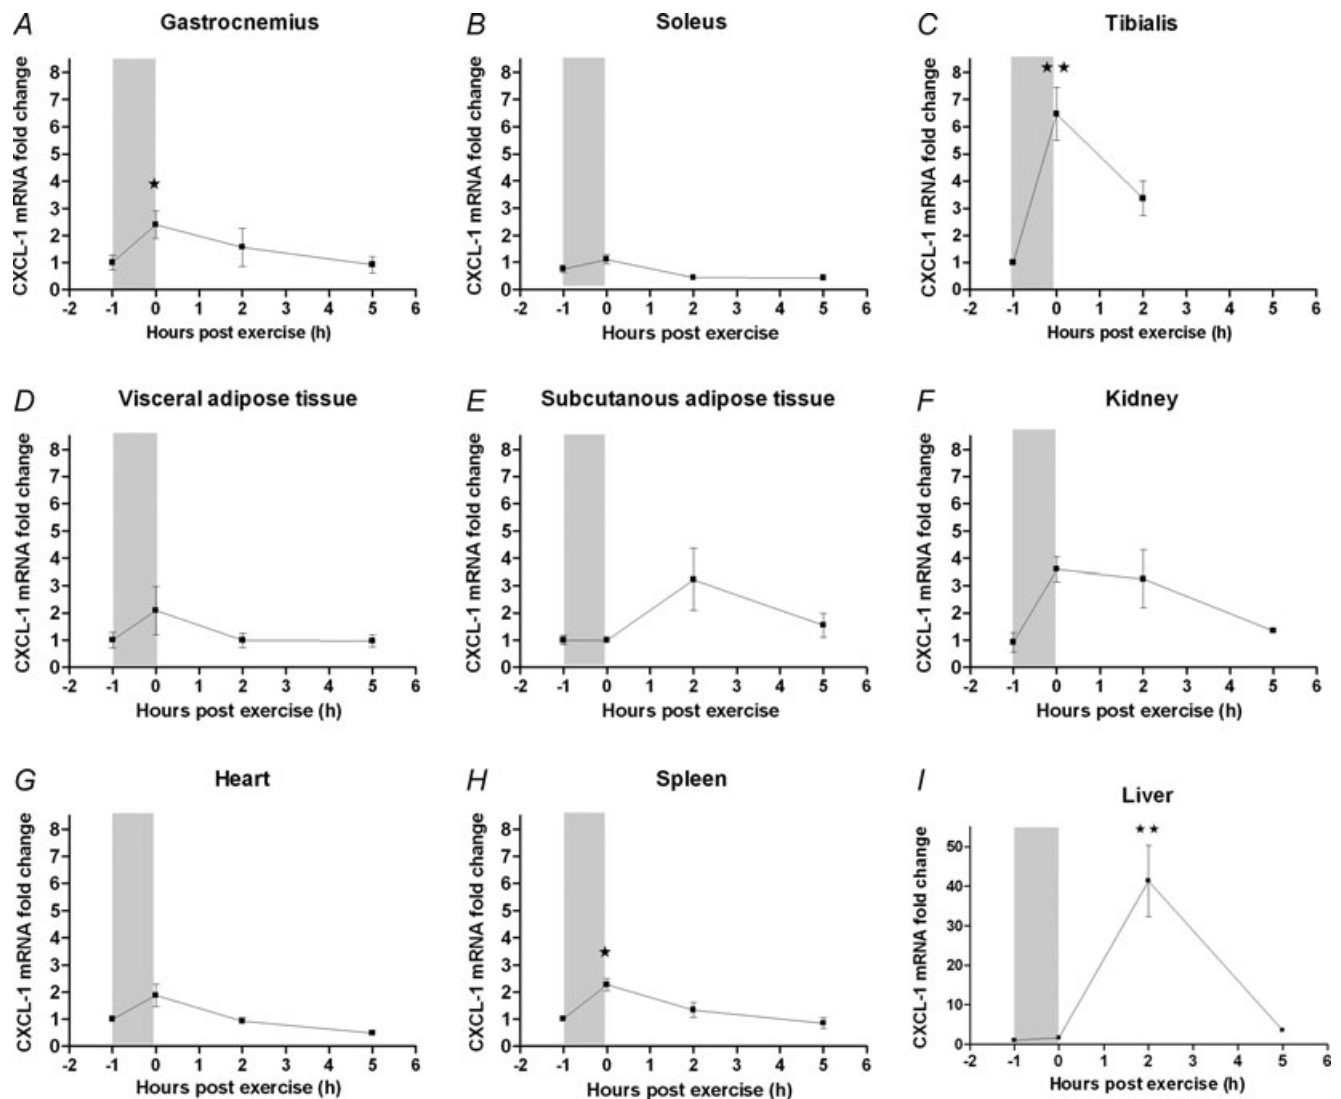 A Gastrocnemius
CXCL-1 mRNA fold change
8
7
6
5
4
3
2
1
0
★
-2 -1 0 1 2 3 4 5 6
Hours post exercise (h)
B Soleus
CXCL-1 mRNA fold change
8
7
6
5
4
3
2
1
0
-2 -1 0 1 2 3 4 5 6
Hours post exercise
C Tibialis
CXCL-1 mRNA fold change
★ ★
8
7
6
5
4
3
2
1
0
-2 -1 0 1 2 3 4 5 6
Hours post exercise (h)
D Visceral adipose tissue
CXCL-1 mRNA fold change
8
7
6
5
4
3
2
1
0
-2 -1 0 1 2 3 4 5 6
Hours post exercise (h)
E Subcutanous adipose tissue
CXCL-1 mRNA fold change
8
7
6
5
4
3
2
1
0
-2 -1 0 1 2 3 4 5 6
Hours post exercise
F Kidney
CXCL-1 mRNA fold change
8
7
6
5
4
3
2
1
0
-2 -1 0 1 2 3 4 5 6
Hours post exercise (h)
G Heart
CXCL-1 mRNA fold change
8
7
6
5
4
3
2
1
0
-2 -1 0 1 2 3 4 5 6
Hours post exercise (h)
H Spleen
CXCL-1 mRNA fold change
8
7
6
5
4
3
2
1
0
★
-2 -1 0 1 2 3 4 5 6
Hours post exercise (h)
I Liver
CXCL-1 mRNA fold change
★ ★
50
40
30
20
10
0
-2 -1 0 1 2 3 4 5 6
Hours post exercise (h)